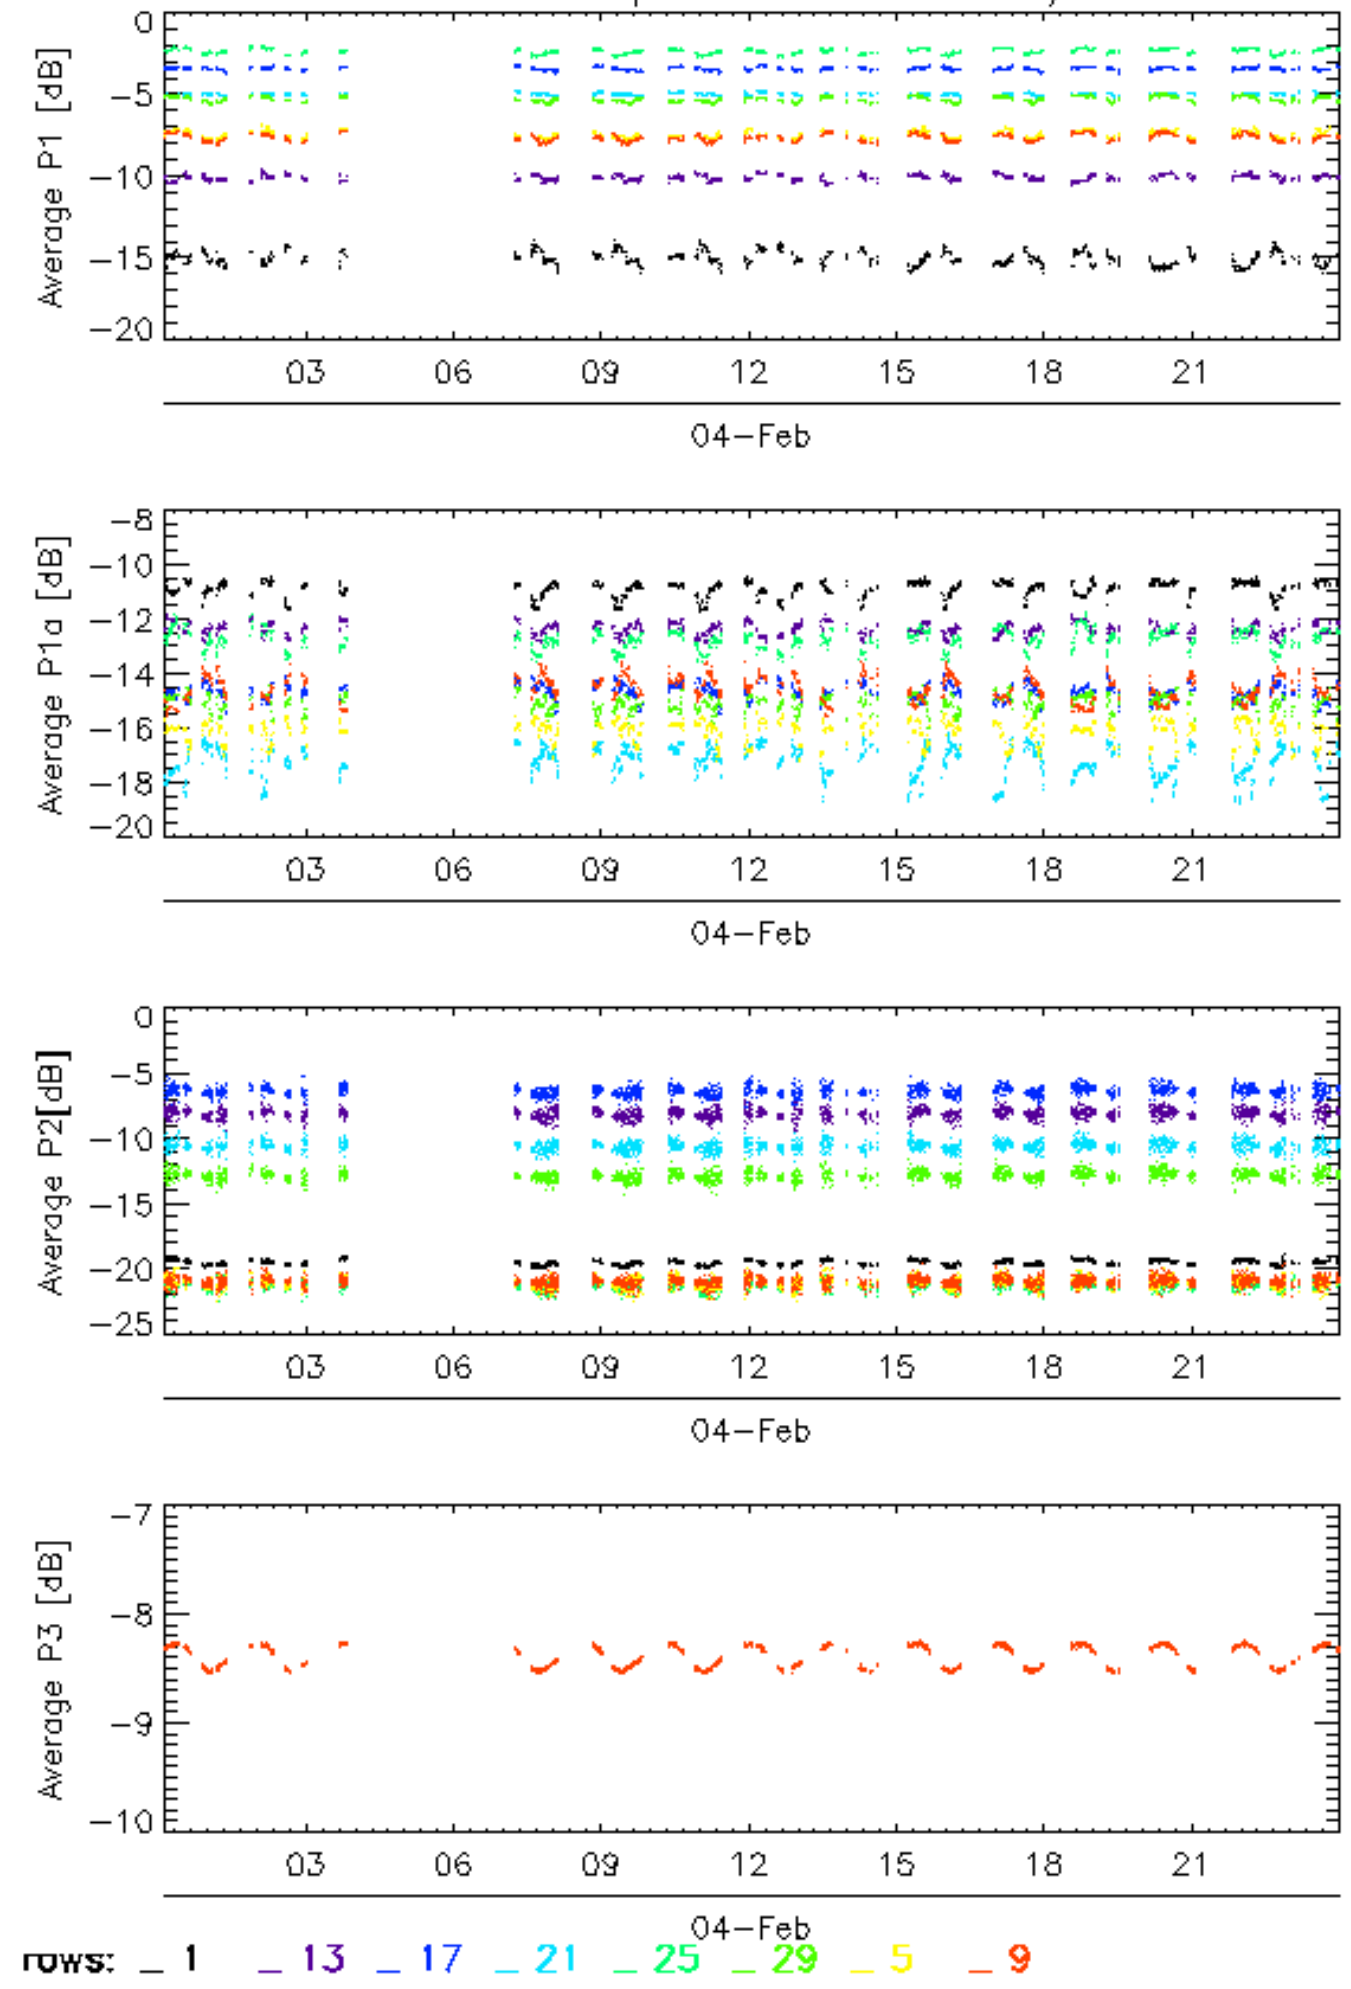 0
−5
−10
−15
−20
Average P1 [dB]
03 06 09 12 15 18 21
04−Feb
−8
−10
−12
−14
−16
−18
−20
Average P1a [dB]
03 06 09 12 15 18 21
04−Feb
0
−5
−10
−15
−20
−25
Average P2[dB]
03 06 09 12 15 18 21
04−Feb
−7
−8
−9
−10
Average P3 [dB]
03 06 09 12 15 18 21
04−Feb
rows: _ 1 _ 13 _ 17 _ 21 _ 25 _ 29 _ 5 _ 9